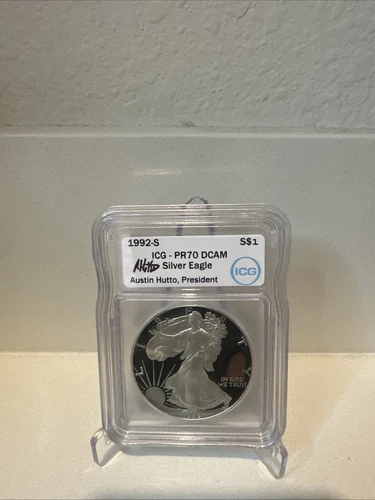 1992-S S$1
ICG - PR70 DCAM
Silver Eagle
ICG
Austin Hutto, President
IN GOD
WE TRUST